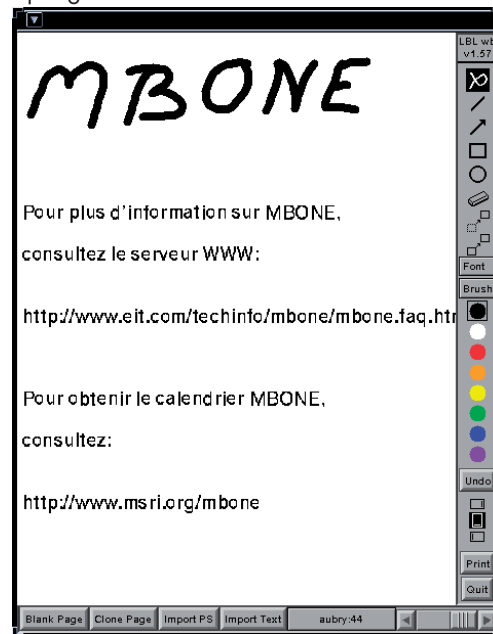 LBL wb
v1.57
MBONE
Pour plus d'information sur MBONE,
consultez le serveur WWW:
http://www.eit.com/techinfo/mbone/mbone.faq.htm
Pour obtenir le calendrier MBONE,
consultez:
http://www.msri.org/mbone
Font
Brush
Undo
Print
Quit
Blank Page Clone Page Import PS Import Text aubry:44